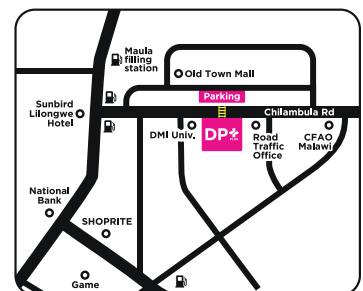 Maula
filling
station
Old Town Mall
Parking
Sunbird
Lilongwe
Hotel
Chilambula Rd
DMI Univ.
DP+
Road
Traffic
Office
CFAO
Malawi
National
Bank
SHOPRITE
Game